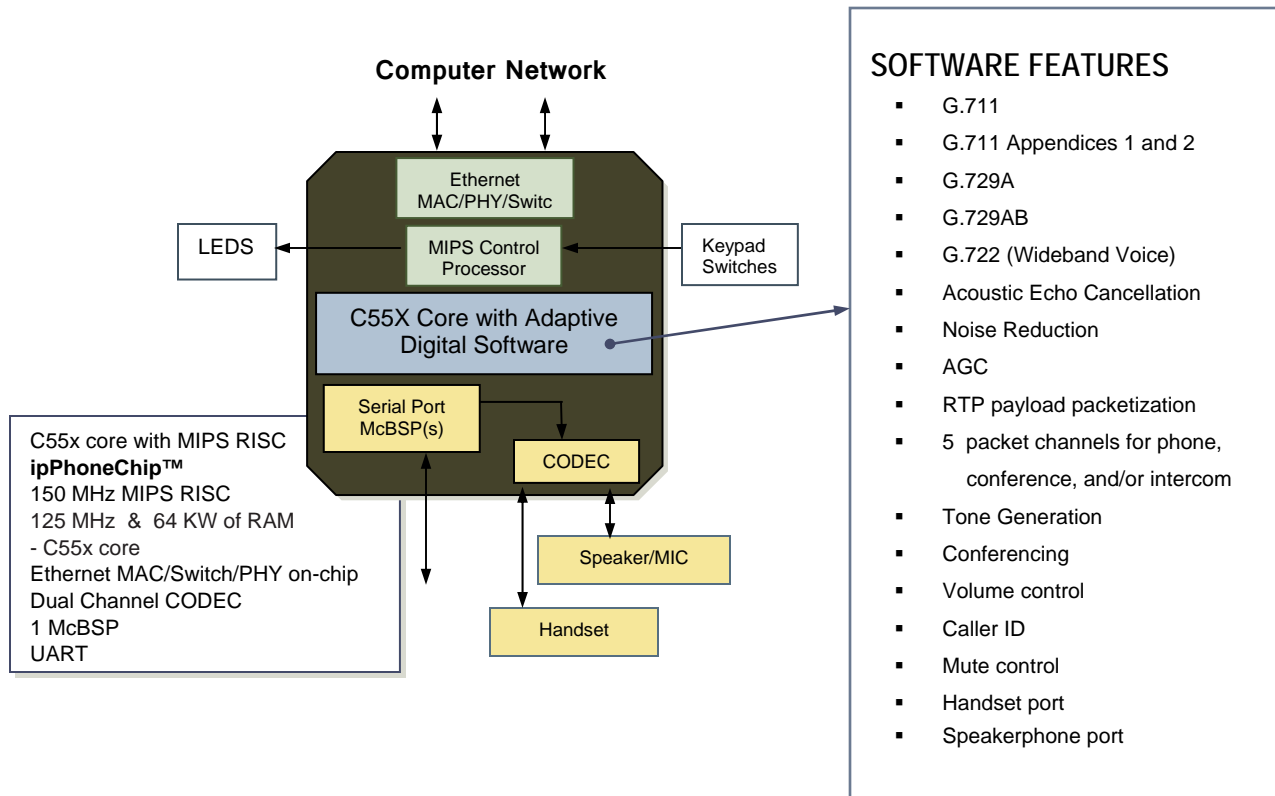 Computer Network
Ethernet
MAC/PHY/Switc
LEDS
MIPS Control
Processor
Keypad
Switches
C55X Core with Adaptive
Digital Software
Serial Port
McBSP(s)
CODEC
Speaker/MIC
Handset
C55x core with MIPS RISC
ipPhoneChip™
150 MHz MIPS RISC
125 MHz & 64 KW of RAM
- C55x core
Ethernet MAC/Switch/PHY on-chip
Dual Channel CODEC
1 McBSP
UART
SOFTWARE FEATURES
▪ G.711
▪ G.711 Appendices 1 and 2
▪ G.729A
▪ G.729AB
▪ G.722 (Wideband Voice)
▪ Acoustic Echo Cancellation
▪ Noise Reduction
▪ AGC
▪ RTP payload packetization
▪ 5 packet channels for phone,
conference, and/or intercom
▪ Tone Generation
▪ Conferencing
▪ Volume control
▪ Caller ID
▪ Mute control
▪ Handset port
▪ Speakerphone port